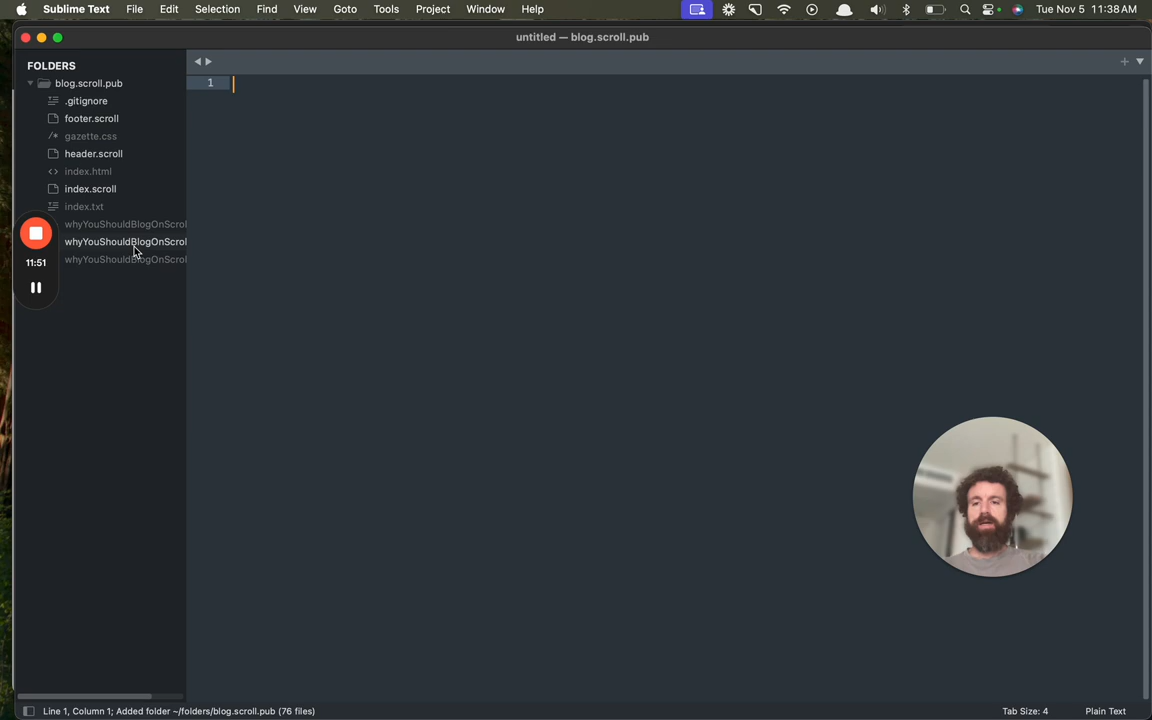 Sublime Text File Edit Selection Find View Goto Tools Project Window Help Tue Nov 5 11:38 AM
untitled — blog.scroll.pub
FOLDERS
blog.scroll.pub
1
.gitignore
footer.scroll
/* gazette.css
header.scroll
<> index.html
index.scroll
index.txt
whyYouShouldBlogOnScrol
whyYouShouldBlogOnScrol
whyYouShouldBlogOnScrol
11:51
Line 1, Column 1; Added folder ~/folders/blog.scroll.pub (76 files) Tab Size: 4 Plain Text